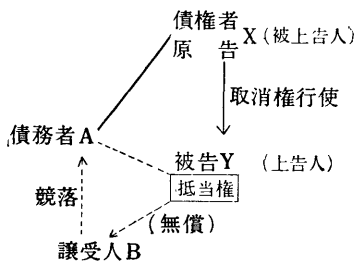 債権者
原告 X (被上告人)
取消権行使
債務者A
被告Y (上告人)
抵当権
競落
(無償)
譲受人B